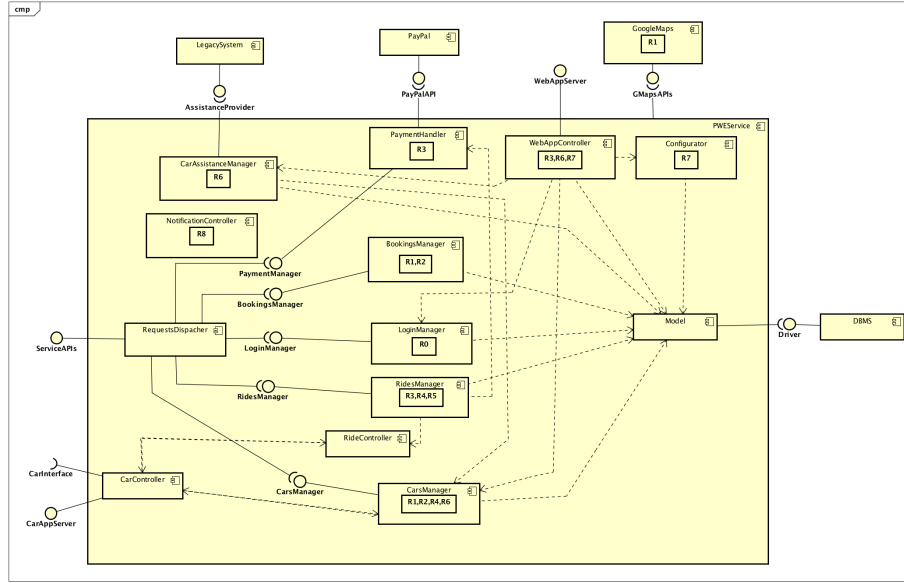 cmp
LegacySystem
PayPal
GoogleMaps
R1
WebAppServer
AssistanceProvider
PayPalAPI
GMapsAPIs
PWEService
PaymentHandler
R3
WebAppController
R3,R6,R7
Configurator
R7
CarAssistanceManager
R6
NotificationController
R8
PaymentManager
BookingsManager
R1,R2
BookingsManager
RequestsDispacher
ServiceAPIs
LoginManager
LoginManager
R0
Model
Driver
DBMS
RidesManager
RidesManager
R3,R4,R5
RideController
CarInterface
CarController
CarAppServer
CarsManager
CarsManager
R1,R2,R4,R6